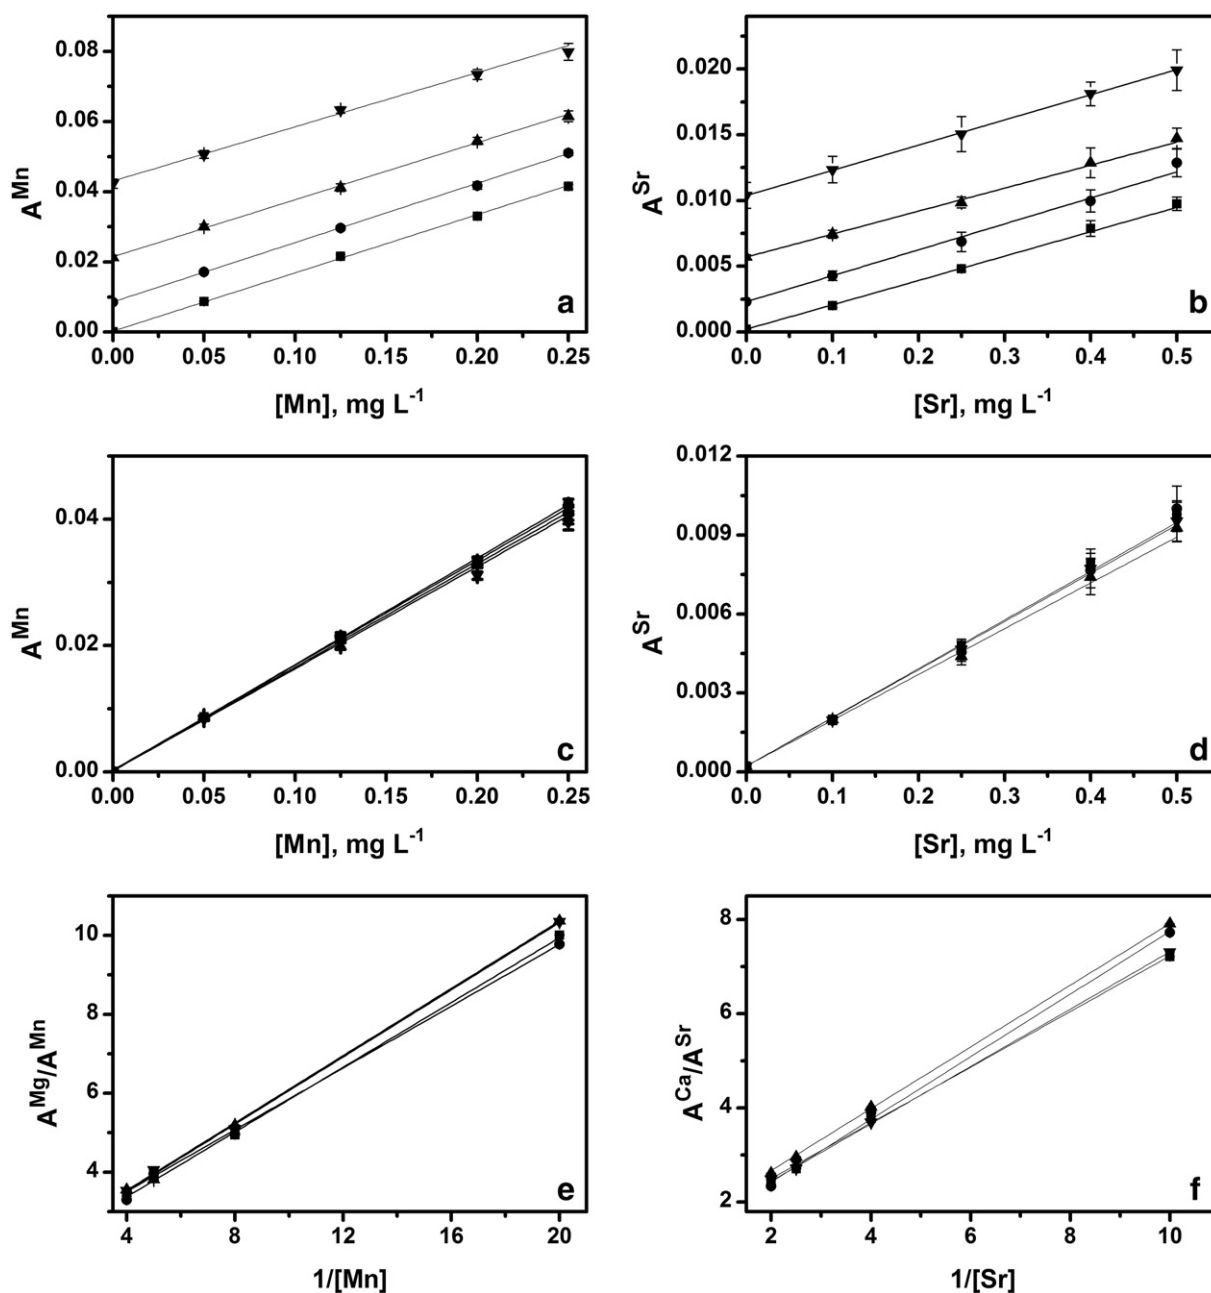 0.08
0.06
0.04
0.02
0.00
A^Mn
0.00 0.05 0.10 0.15 0.20 0.25
[Mn], mg L^-1
a
0.020
0.015
0.010
0.005
0.000
A^Sr
0.0 0.1 0.2 0.3 0.4 0.5
[Sr], mg L^-1
b
0.04
0.02
0.00
A^Mn
0.00 0.05 0.10 0.15 0.20 0.25
[Mn], mg L^-1
c
0.012
0.009
0.006
0.003
0.000
A^Sr
0.0 0.1 0.2 0.3 0.4 0.5
[Sr], mg L^-1
d
10
8
6
4
A^Mg/A^Mn
4 8 12 16 20
1/[Mn]
e
8
6
4
2
A^Ca/A^Sr
2 4 6 8 10
1/[Sr]
f